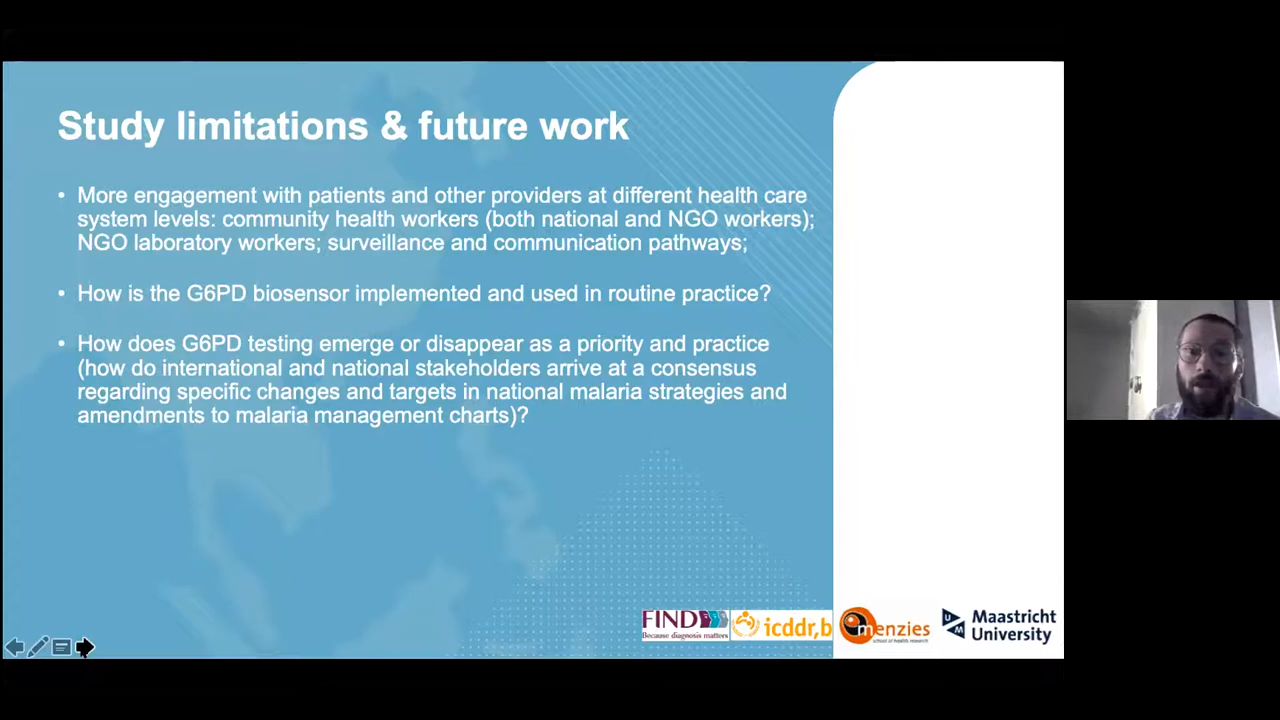 Study limitations & future work
• More engagement with patients and other providers at different health care
system levels: community health workers (both national and NGO workers);
NGO laboratory workers; surveillance and communication pathways;
• How is the G6PD biosensor implemented and used in routine practice?
• How does G6PD testing emerge or disappear as a priority and practice
(how do international and national stakeholders arrive at a consensus
regarding specific changes and targets in national malaria strategies and
amendments to malaria management charts)?
FIND
Because diagnosis matters
icddr,b
menzies
school of health research
UM
Maastricht
University